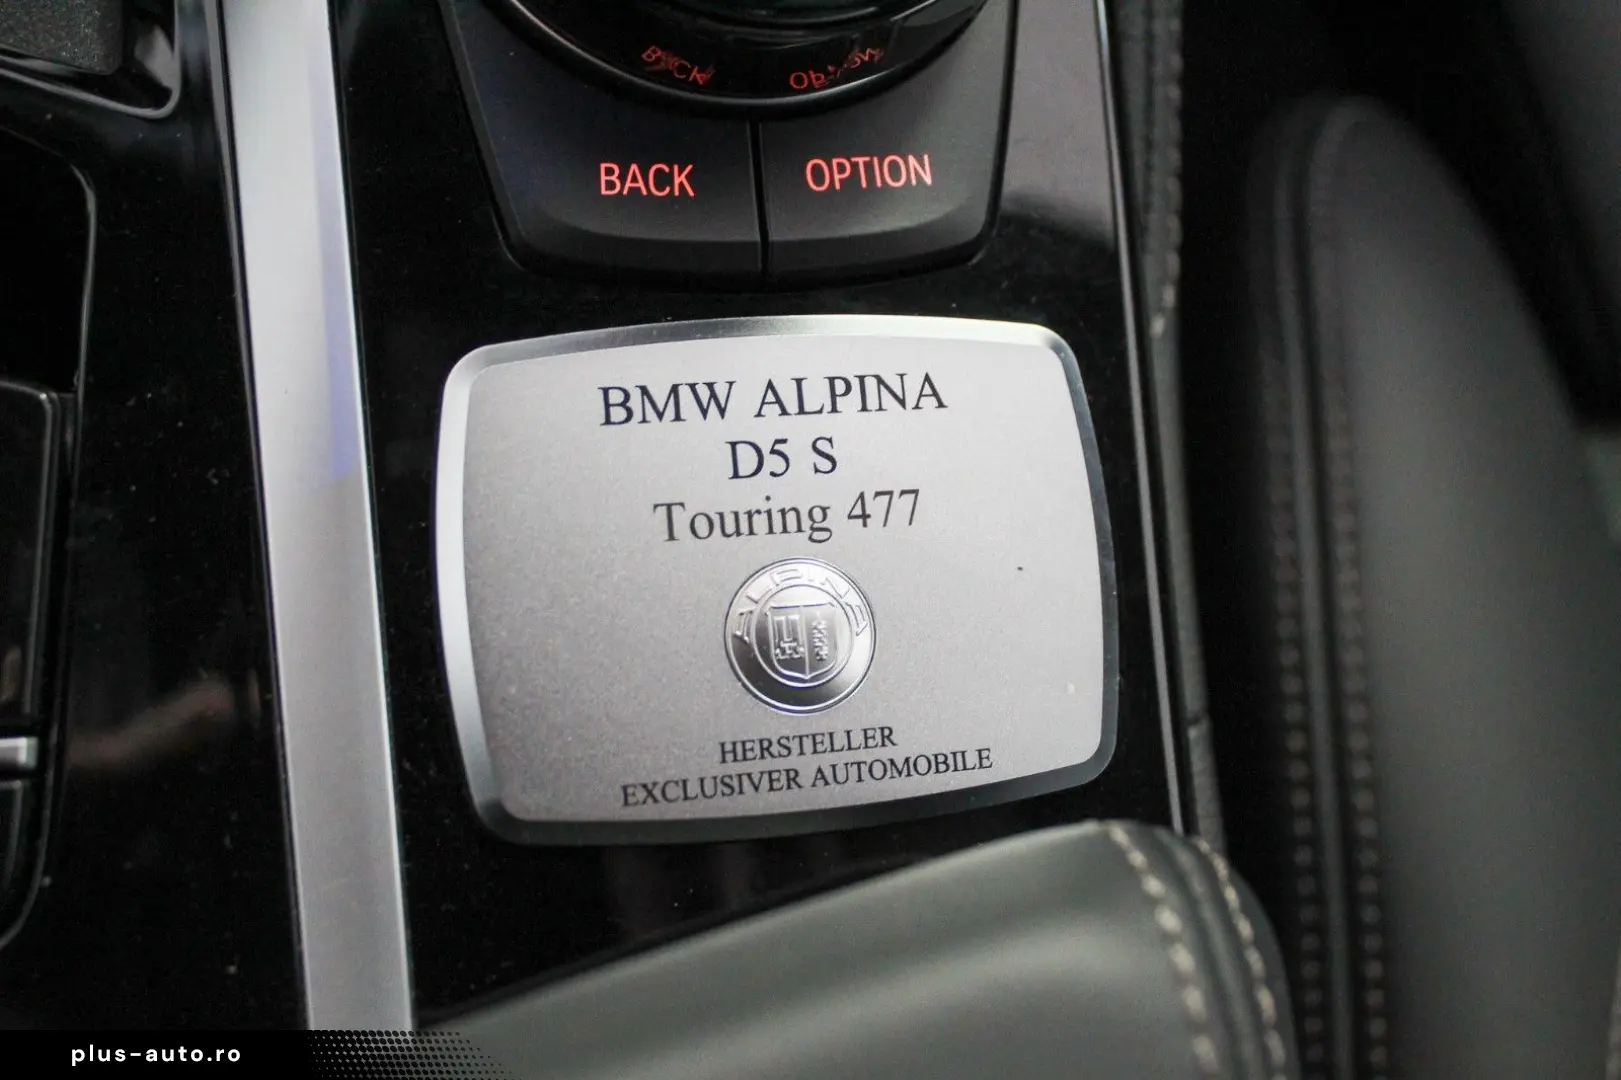 BACK OPTION
BMW ALPINA
D5 S
Touring 477
ALPINA
HERSTELLER
EXCLUSIVER AUTOMOBILE
plus-auto.ro